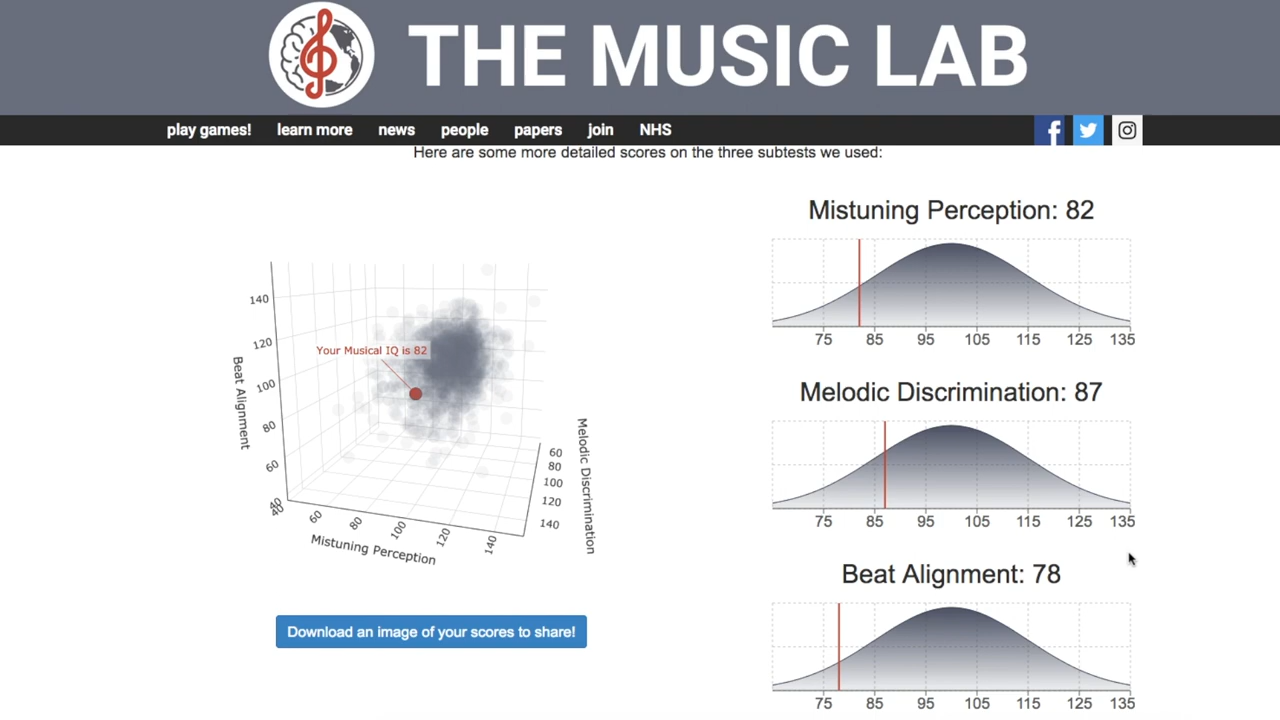 THE MUSIC LAB
play games! learn more news people papers join NHS
Here are some more detailed scores on the three subtests we used:
Your Musical IQ is 82
Beat Alignment
140
120
100
80
60
40
Mistuning Perception
40
60
80
100
120
140
Melodic Discrimination
60
80
100
120
140
Download an image of your scores to share!
Mistuning Perception: 82
75 85 95 105 115 125 135
Melodic Discrimination: 87
75 85 95 105 115 125 135
Beat Alignment: 78
75 85 95 105 115 125 135